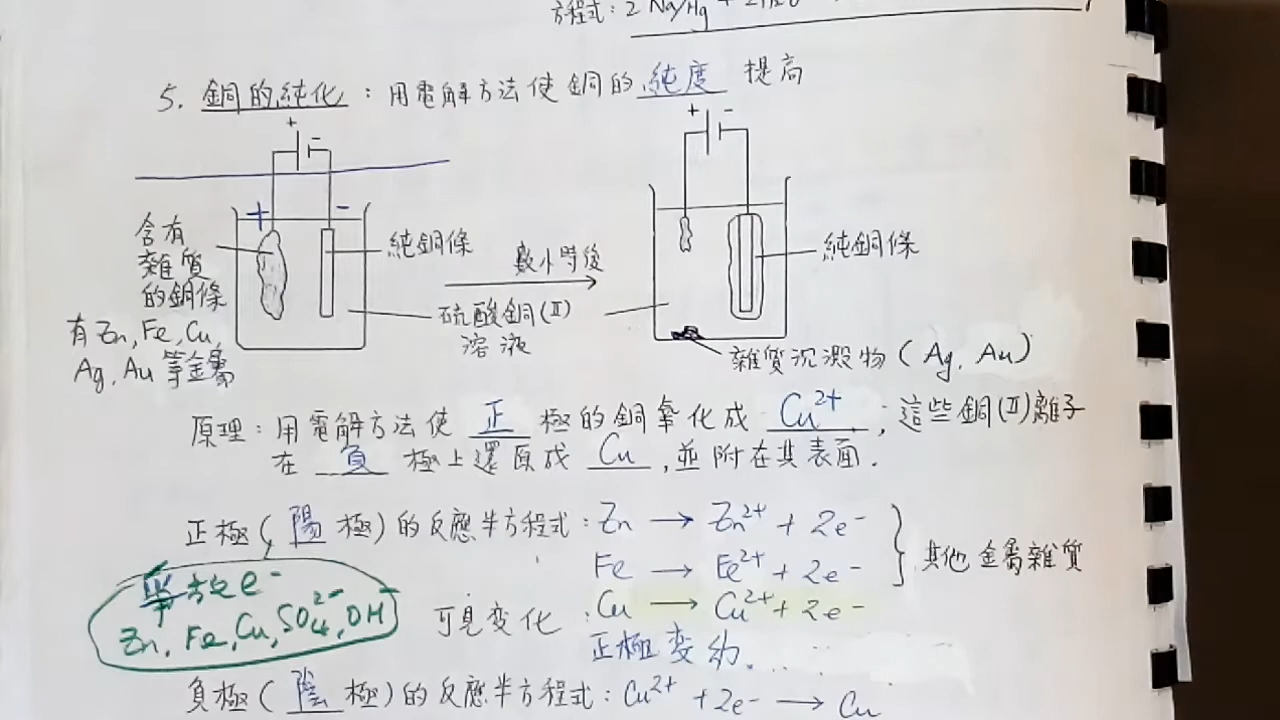 方程式: 2 Na/Hg + 2H₂O
5. 銅的純化 : 用電解方法使銅的 純度 提高
+ - + -
+ -
含有雜質的銅條
純銅條
數小時後
純銅條
有 Zn, Fe, Cu, Ag, Au 等金屬
硫酸銅(II)溶液
雜質沉澱物 (Ag, Au)
原理 : 用電解方法使 正 極的銅氧化成 Cu²⁺ ; 這些銅(II)離子
在 負 極上還原成 Cu , 並附在其表面.
正極 ( 陽 極) 的反應半方程式 : Zn → Zn²⁺ + 2e⁻
Fe → Fe²⁺ + 2e⁻
其他金屬雜質
Cu → Cu²⁺ + 2e⁻
放e⁻
Zn, Fe, Cu, SO₄²⁻, OH
可見変化 :
正極変幼.
負極 ( 陰 極) 的反應半方程式 : Cu²⁺ + 2e⁻ → Cu